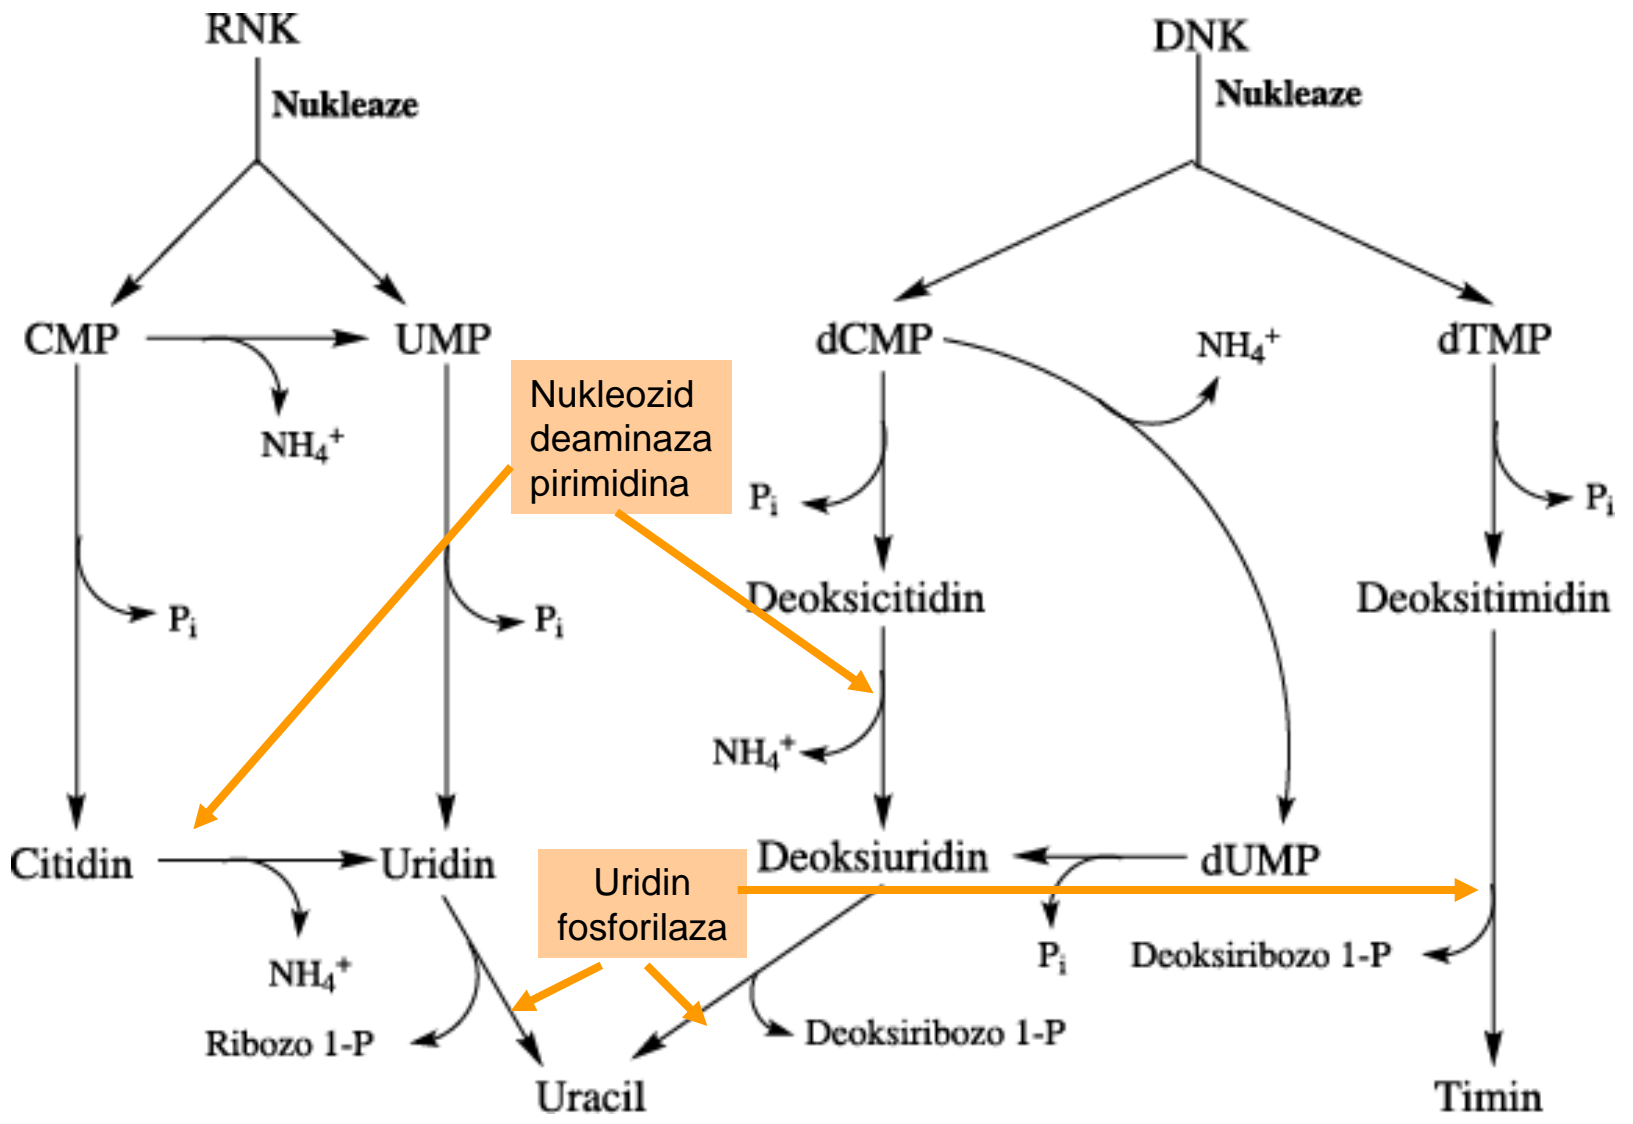 RNK
DNK
Nukleaze
Nukleaze
CMP
UMP
dCMP
NH₄⁺
dTMP
NH₄⁺
Nukleozid
deaminaza
pirimidina
Pᵢ
Pᵢ
Pᵢ
Pᵢ
Deoksicitidin
Deoksitimidin
NH₄⁺
Citidin
Uridin
Uridin
fosforilaza
Deoksiuridin
dUMP
NH₄⁺
Pᵢ
Deoksiribozo 1-P
Ribozo 1-P
Deoksiribozo 1-P
Uracil
Timin